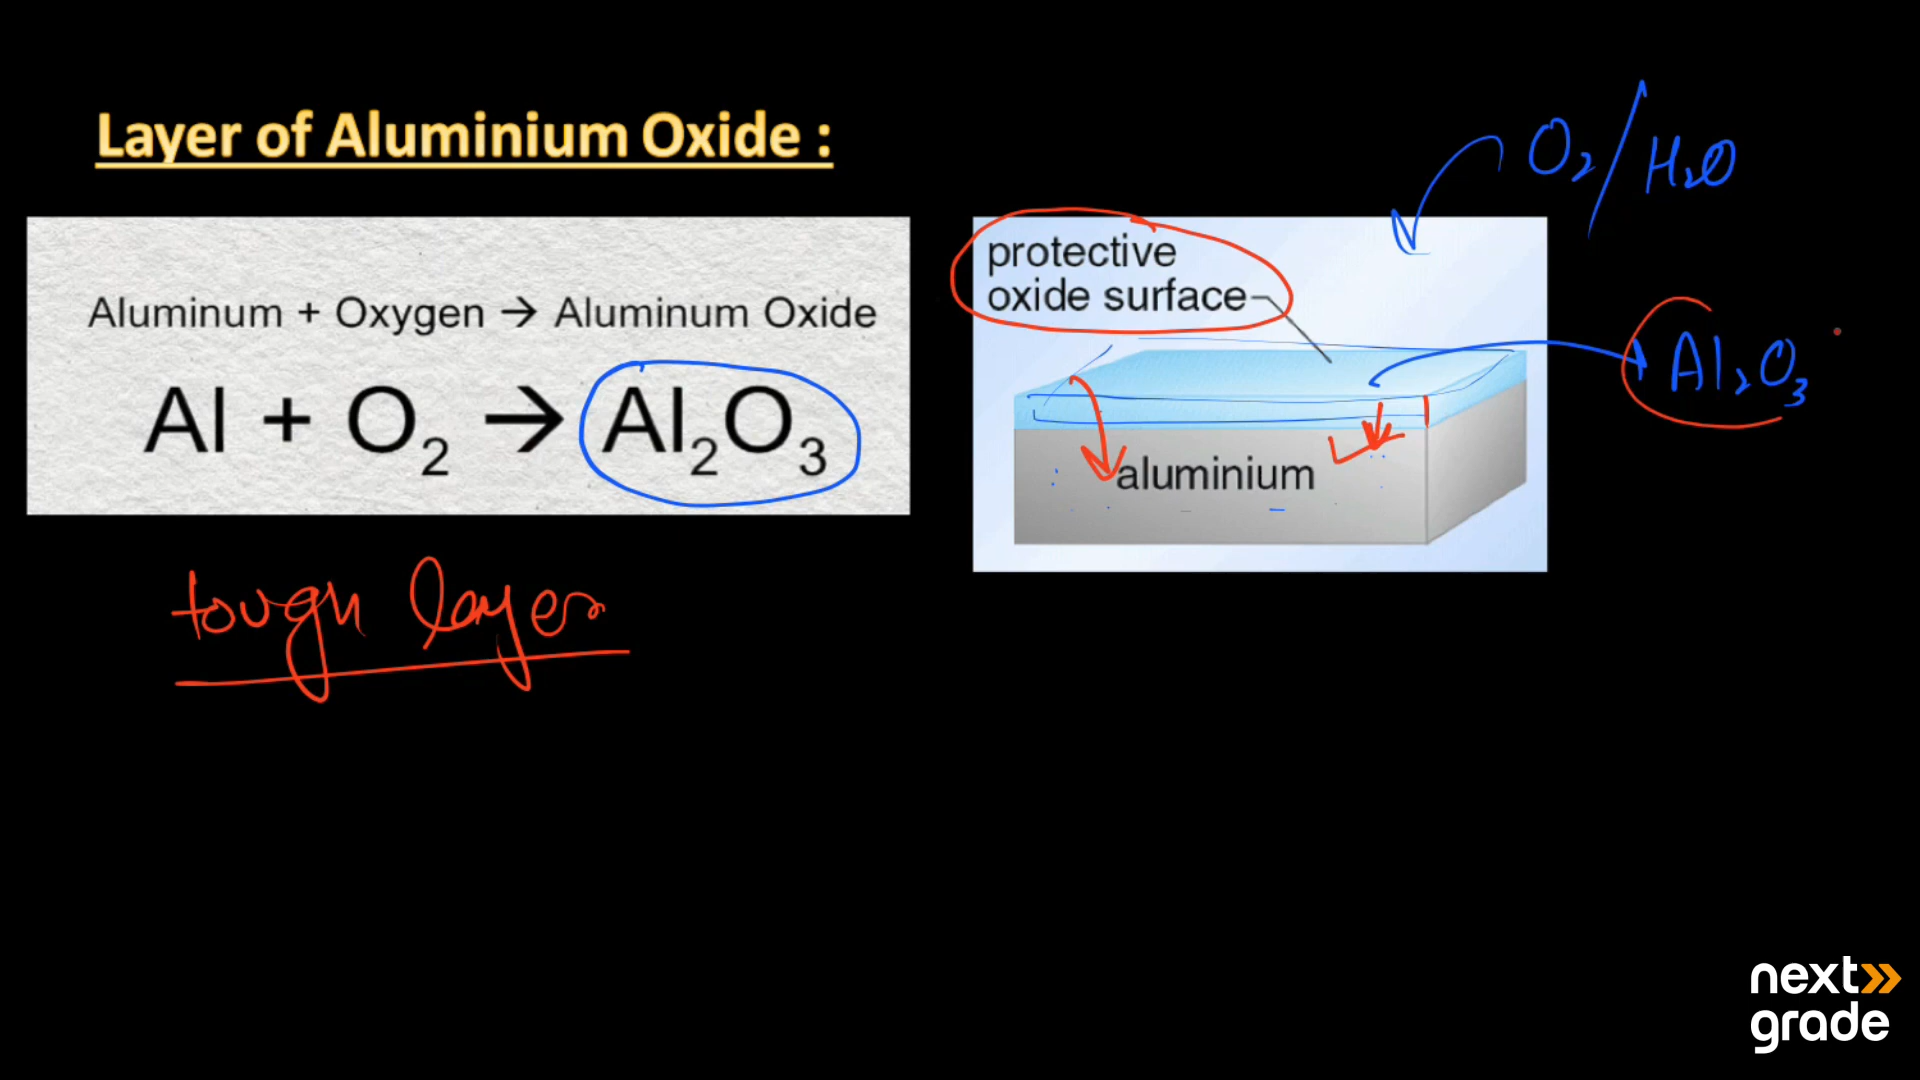 Layer of Aluminium Oxide :
Aluminum + Oxygen → Aluminum Oxide
Al + O₂ → Al₂O₃
tough layer
O₂/H₂O
protective
oxide surface
Al₂O₃
aluminium
next»
grade